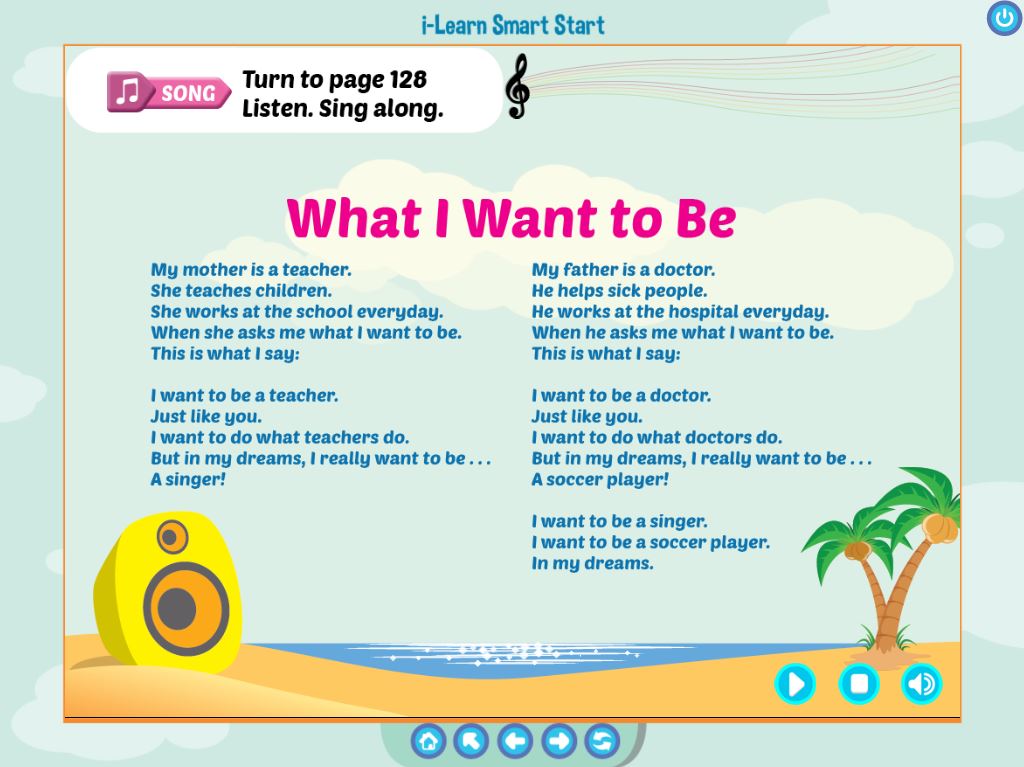 i-Learn Smart Start
SONG
Turn to page 128
Listen. Sing along.
What I Want to Be
My mother is a teacher.
She teaches children.
She works at the school everyday.
When she asks me what I want to be.
This is what I say:
I want to be a teacher.
Just like you.
I want to do what teachers do.
But in my dreams, I really want to be . . .
A singer!
My father is a doctor.
He helps sick people.
He works at the hospital everyday.
When he asks me what I want to be.
This is what I say:
I want to be a doctor.
Just like you.
I want to do what doctors do.
But in my dreams, I really want to be . . .
A soccer player!
I want to be a singer.
I want to be a soccer player.
In my dreams.